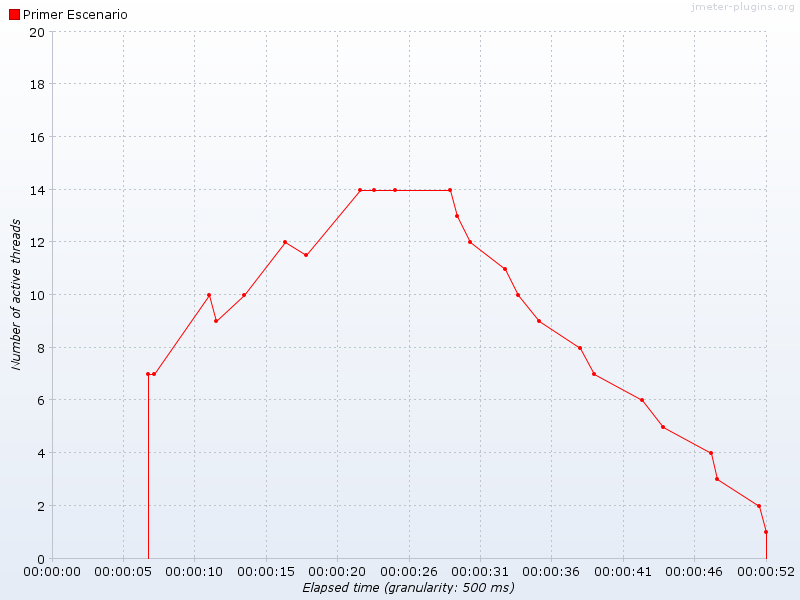 jmeter-plugins.org
Primer Escenario
20
18
16
14
12
10
8
6
4
2
0
Number of active threads
00:00:00 00:00:05 00:00:10 00:00:15 00:00:20 00:00:26 00:00:31 00:00:36 00:00:41 00:00:46 00:00:52
Elapsed time (granularity: 500 ms)